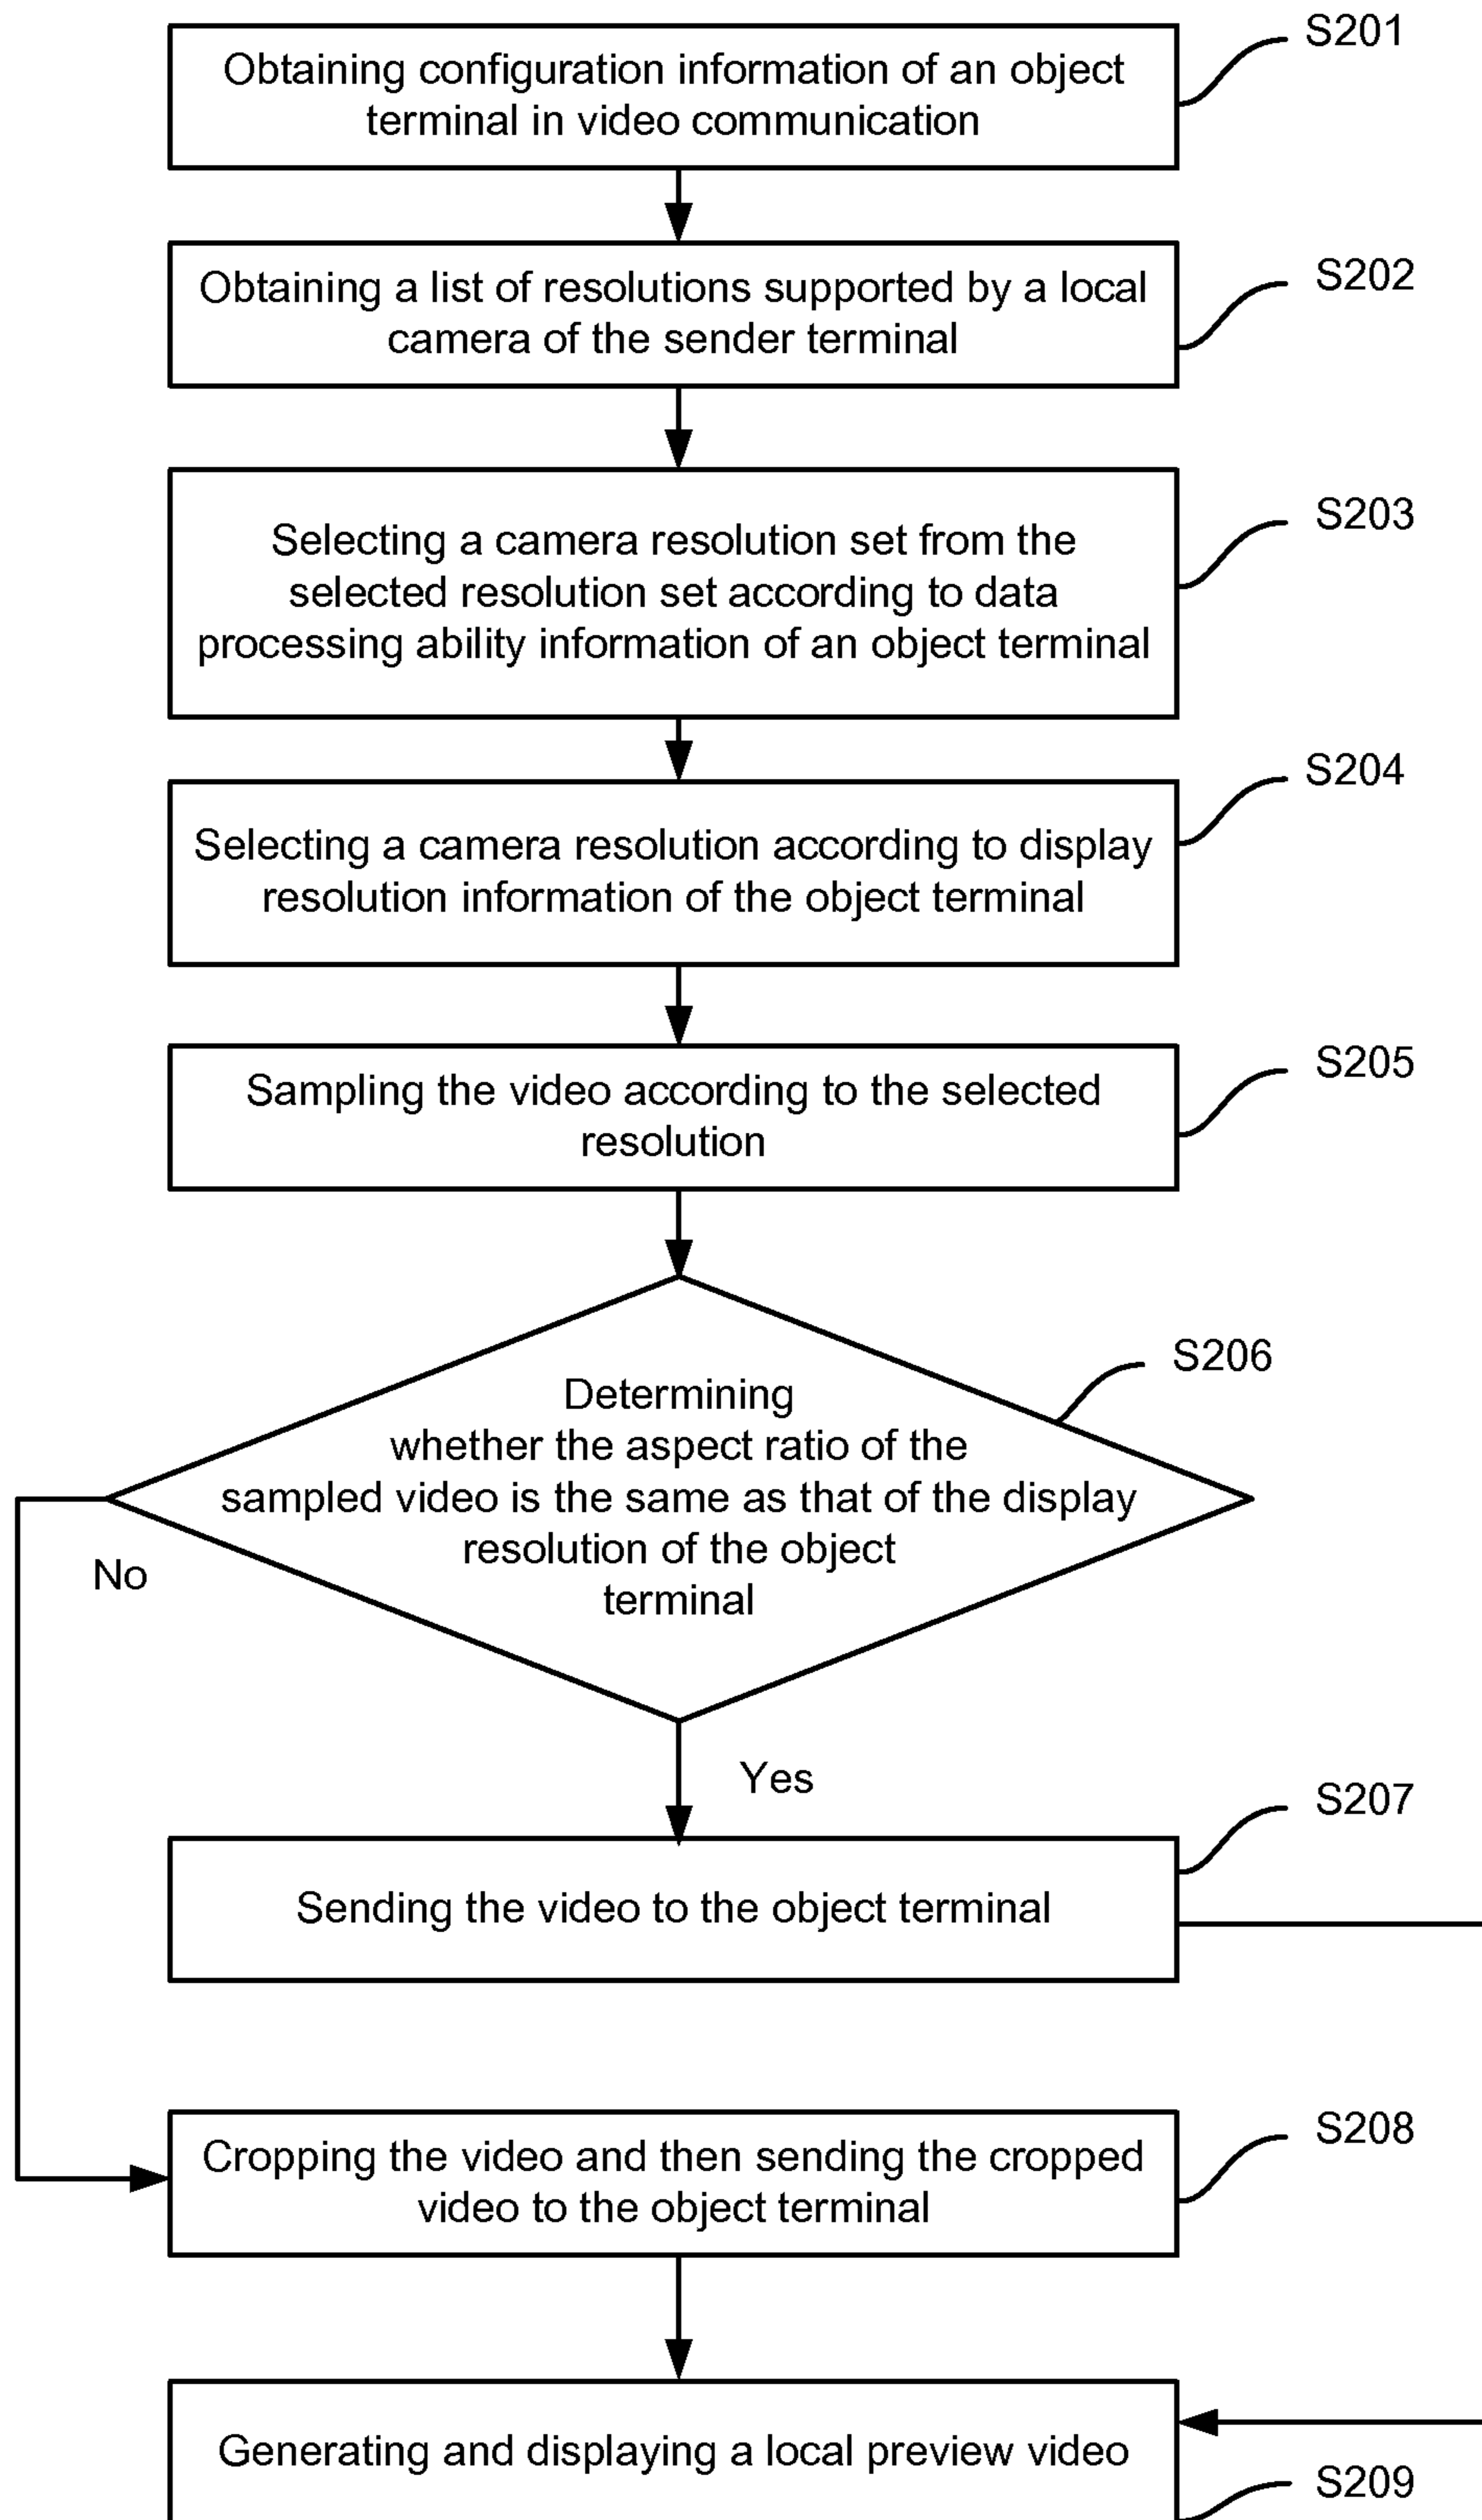 S201
Obtaining configuration information of an object
terminal in video communication
S202
Obtaining a list of resolutions supported by a local
camera of the sender terminal
S203
Selecting a camera resolution set from the
selected resolution set according to data
processing ability information of an object terminal
S204
Selecting a camera resolution according to display
resolution information of the object terminal
S205
Sampling the video according to the selected
resolution
S206
Determining
whether the aspect ratio of the
sampled video is the same as that of the display
resolution of the object
terminal
No
Yes
S207
Sending the video to the object terminal
S208
Cropping the video and then sending the cropped
video to the object terminal
Generating and displaying a local preview video
S209